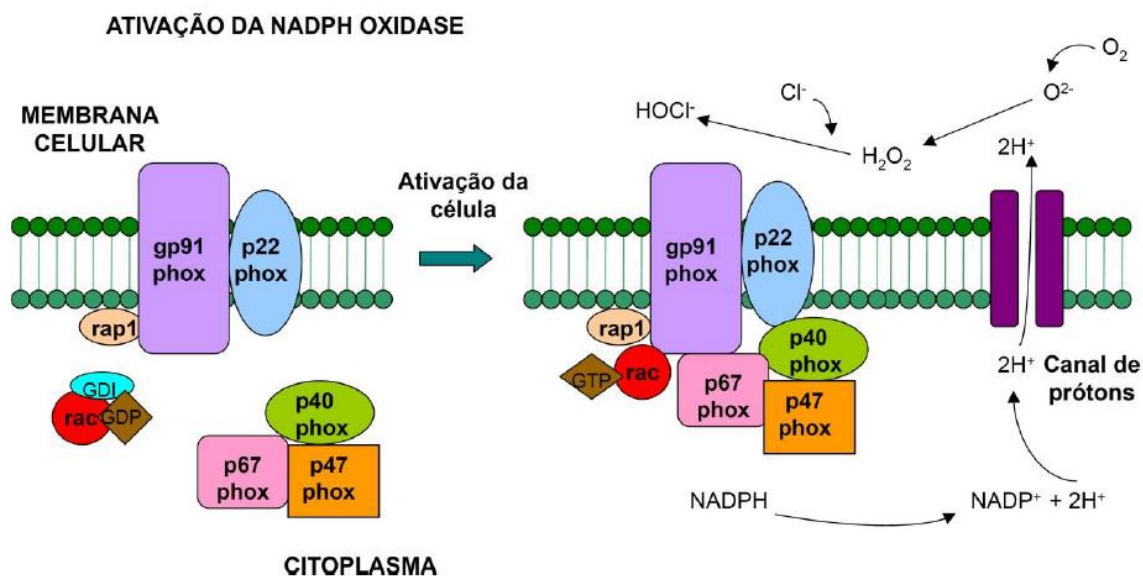 ATIVAÇÃO DA NADPH OXIDASE
MEMBRANA
CELULAR
gp91
phox
p22
phox
rap1
GDI
rac
GDP
p40
phox
p67
phox
p47
phox
CITOPLASMA
Ativação da
célula
O₂
O²⁻
Cl⁻
HOCl⁻
H₂O₂
2H⁺
gp91
phox
p22
phox
rap1
GTP
rac
p40
phox
p67
phox
p47
phox
2H⁺
Canal de
prótons
NADPH
NADP⁺ + 2H⁺